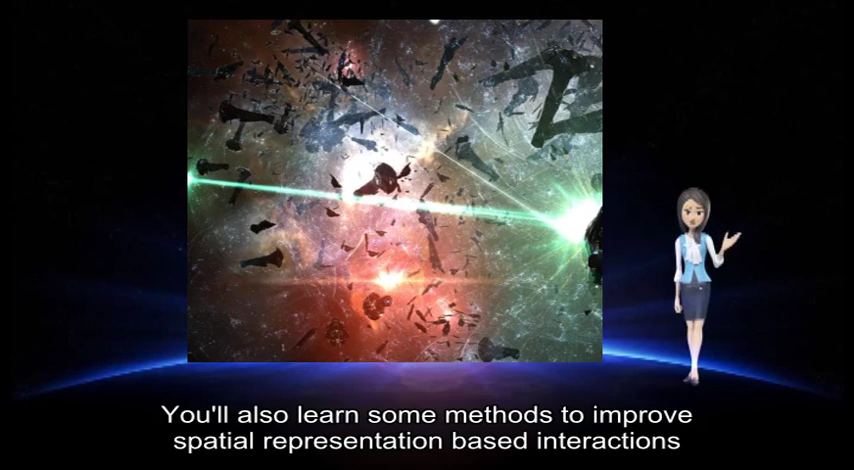 You'll also learn some methods to improve
spatial representation based interactions